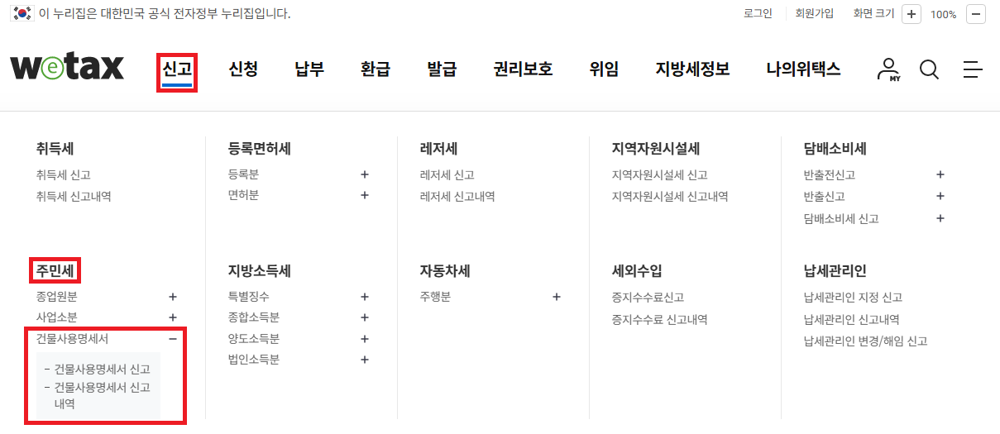 이 누리집은 대한민국 공식 전자정부 누리집입니다.
로그인 회원가입 화면 크기 + 100% −
wetax 신고 신청 납부 환급 발급 권리보호 위임 지방세정보 나의위택스 MY
취득세
취득세 신고
취득세 신고내역
등록면허세
등록분 +
면허분 +
레저세
레저세 신고
레저세 신고내역
지역자원시설세
지역자원시설세 신고
지역자원시설세 신고내역
담배소비세
반출전신고 +
반출신고 +
담배소비세 신고 +
주민세
종업원분 +
사업소분 +
건물사용명세서 −
- 건물사용명세서 신고
- 건물사용명세서 신고
내역
지방소득세
특별징수 +
종합소득분 +
양도소득분 +
법인소득분 +
자동차세
주행분 +
세외수입
증지수수료신고
증지수수료 신고내역
납세관리인
납세관리인 지정 신고
납세관리인 신고내역
납세관리인 변경/해임 신고